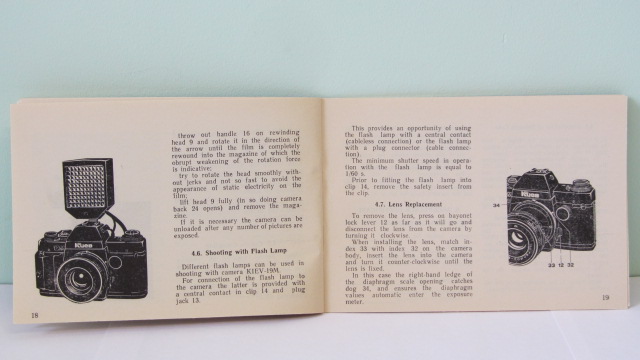 throw out handle 16 on rewinding
head 9 and rotate it in the direction of
the arrow until the film is completely
rewound into the magazine of which the
obrupt weakening of the rotation force
is indicative;
try to rotate the head smoothly with-
out jerks and not so fast to avoid the
appearance of static electricity on the
film;
lift head 9 fully (in so doing camera
back 24 opens) and remove the maga-
zine.
If it is necessary the camera can be
unloaded after any number of pictures are
exposed.
4.6. Shooting with Flash Lamp
Different flash lamps can be used in
shooting with camera KIEV-19M.
For connection of the flash lamp to
the camera the latter is provided with
a central contact in clip 14 and plug
jack 13.
Киев
18
This provides an opportunity of using
the flash lamp with a central contact
(cableless connection) or the flash lamp
with a plug connector (cable connec-
tion).
The minimum shutter speed is opera-
tion with the flash lamp is equal to
1/60 s.
Prior to fitting the flash lamp into
clip 14, remove the safety insert from
the clip.
4.7. Lens Replacement
To remove the lens, press on bayonet
lock lever 12 as far as it will go and
disconnect the lens from the camera by
turning it clockwise.
When installing the lens, match in-
dex 33 with index 32 on the camera
body, insert the lens into the camera
and turn it counter-clockwise until the
lens is fixed.
In this case the right-hand ledge of
the diaphragm scale opening catches
dog 34, and ensures the diaphragm
values automatic enter the exposure
meter.
Киев
34
33 12 32
19